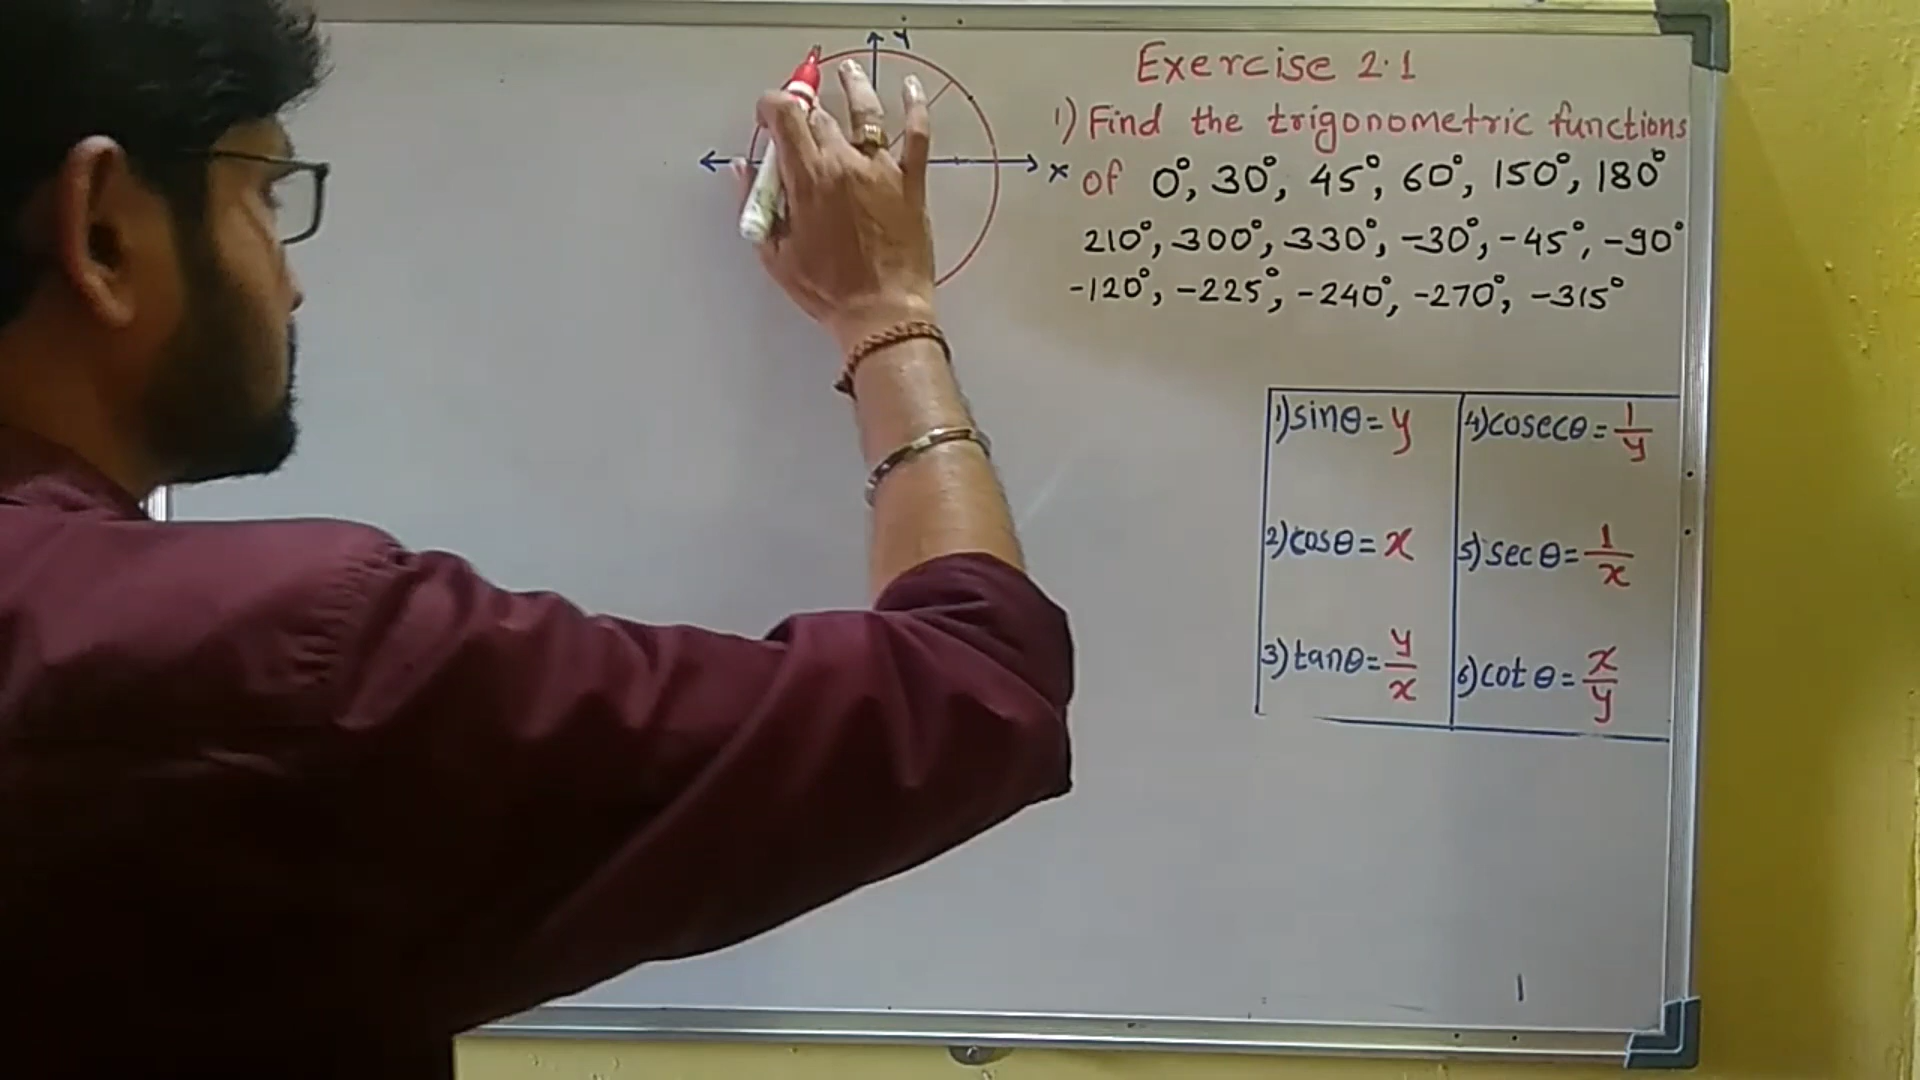 Y
x
Exercise 2.1
1) Find the trigonometric functions
of 0°, 30°, 45°, 60°, 150°, 180°
210°, 300°, 330°, -30°, -45°, -90°
-120°, -225°, -240°, -270°, -315°
1) sinθ = y
4) cosecθ = 1/y
2) cosθ = x
5) secθ = 1/x
3) tanθ = y/x
6) cotθ = x/y